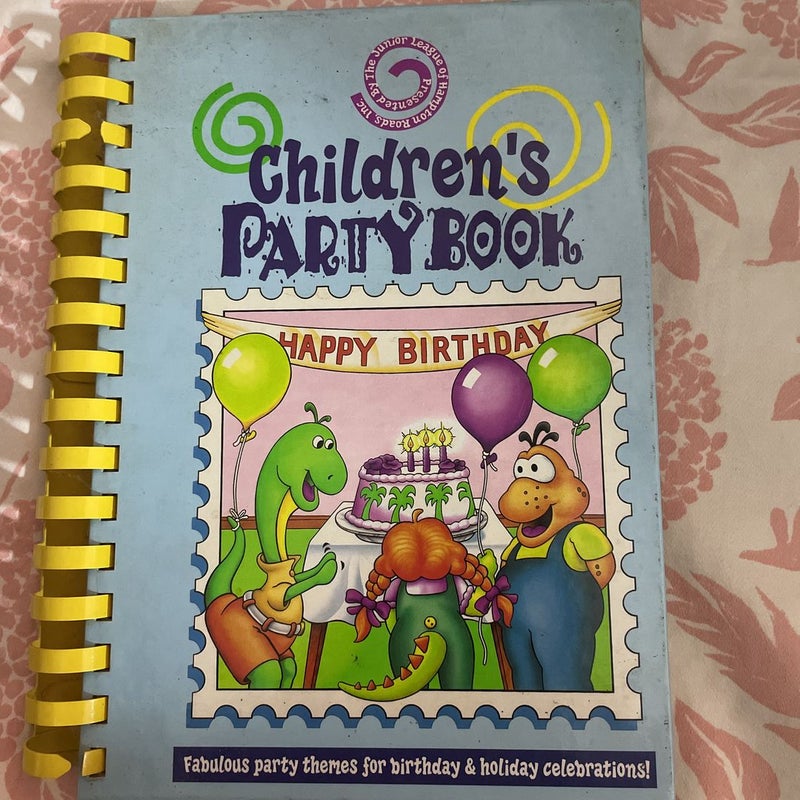 Presented By The Junior League of Hampton Roads Inc
Children's
PARTY BOOK
HAPPY BIRTHDAY
Fabulous party themes for birthday & holiday celebrations!